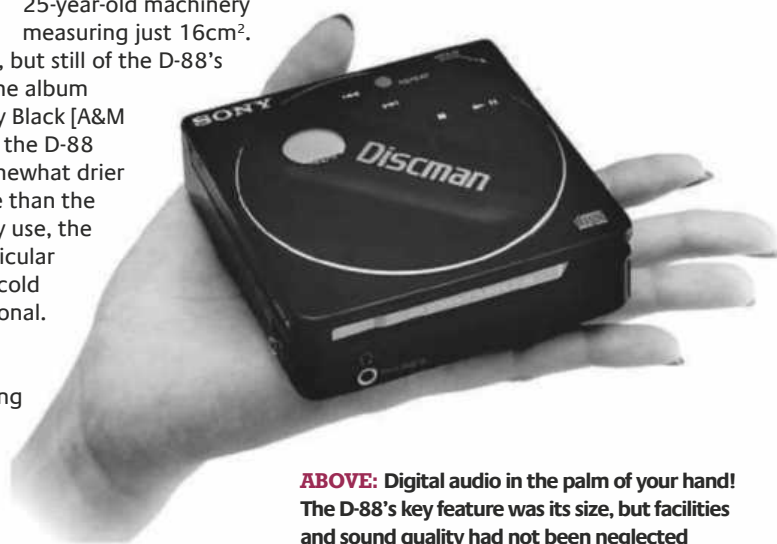 25-year-old machinery
measuring just 16cm².
, but still of the D-88's
ne album
y Black [A&M
the D-88
newhat drier
e than the
y use, the
icular
cold
onal.
ng
SONY
REPEAT
Discman
ABOVE: Digital audio in the palm of your hand!
The D-88's key feature was its size, but facilities
and sound quality had not been neglected